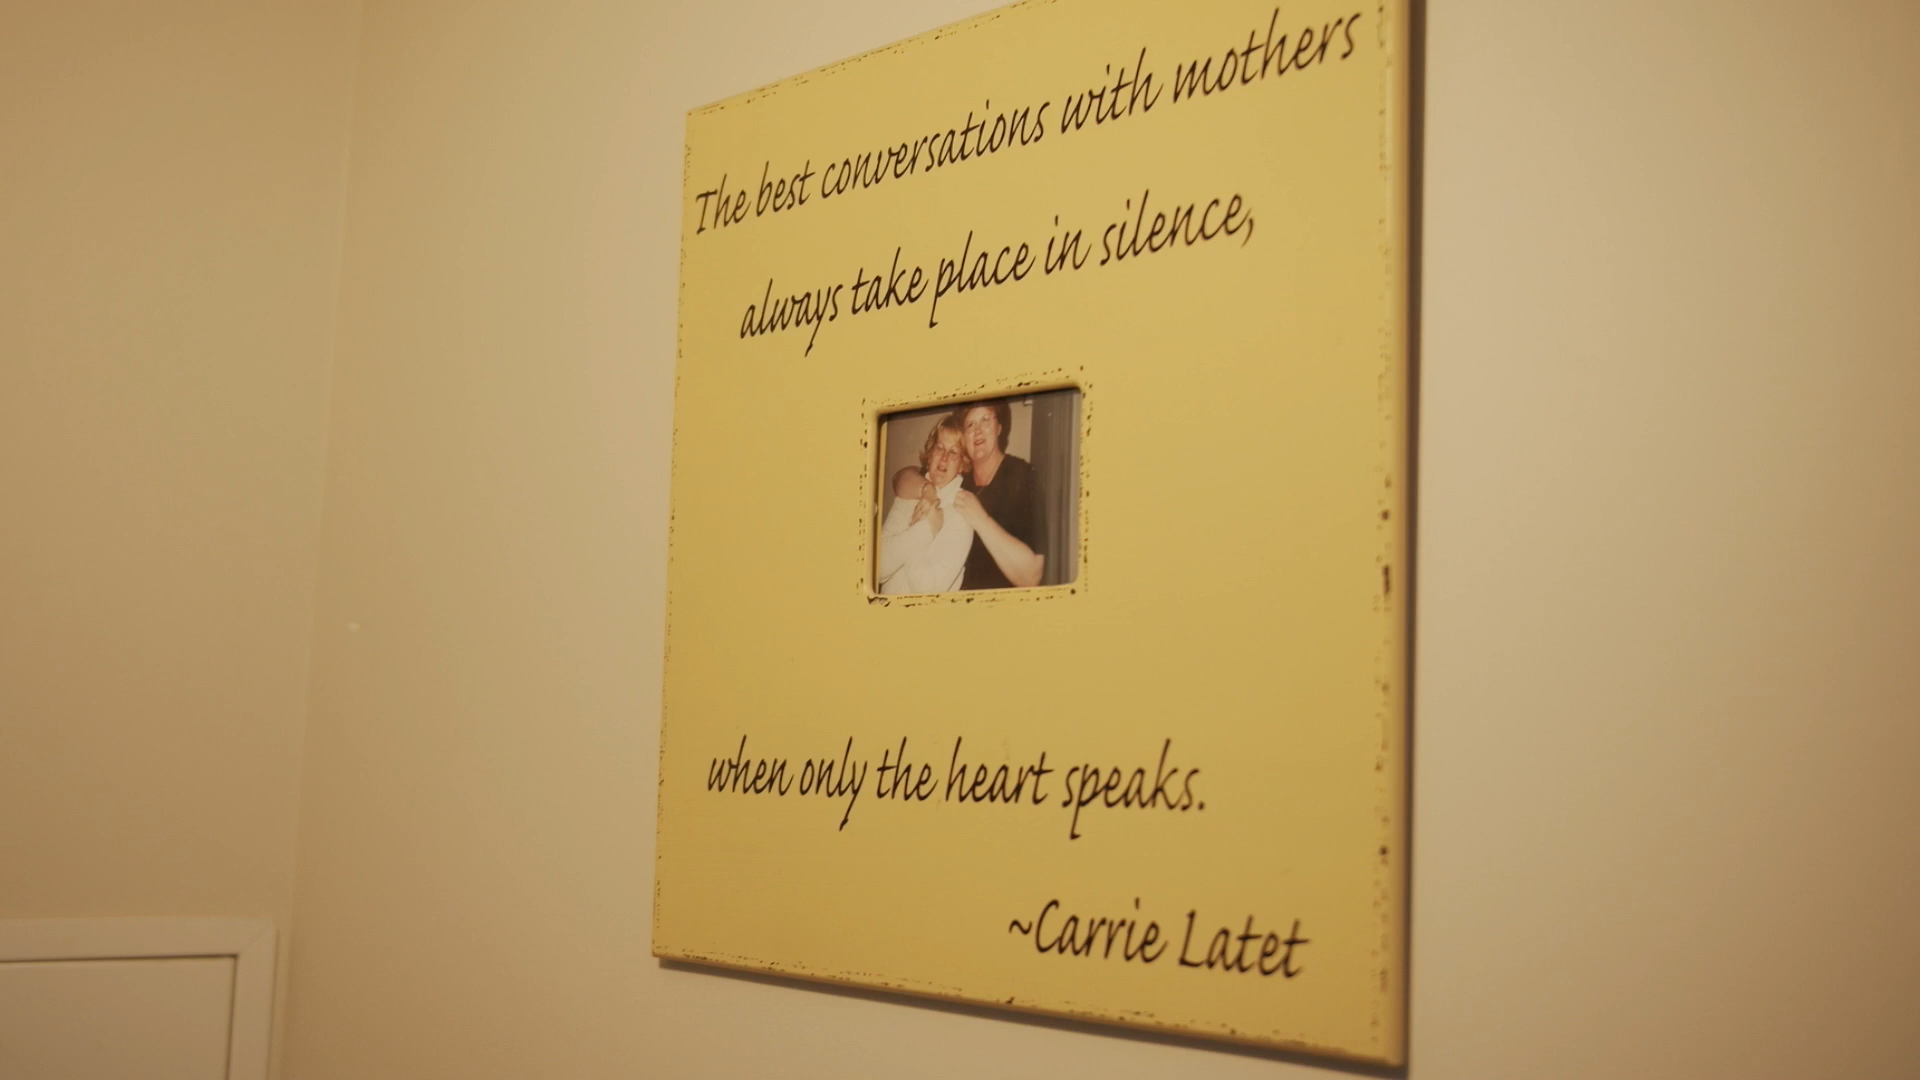 The best conversations with mothers
always take place in silence,
when only the heart speaks.
~Carrie Latet